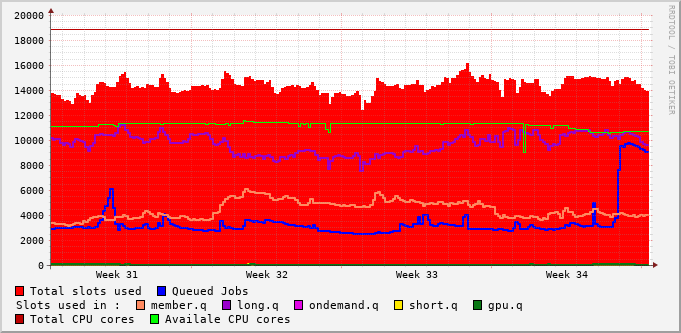 20000
18000
16000
14000
12000
10000
8000
6000
4000
2000
0
Week 31 Week 32 Week 33 Week 34
RRDTOOL / TOBI OETIKER
Total slots used Queued Jobs
Slots used in : member.q long.q ondemand.q short.q gpu.q
Total CPU cores Availale CPU cores